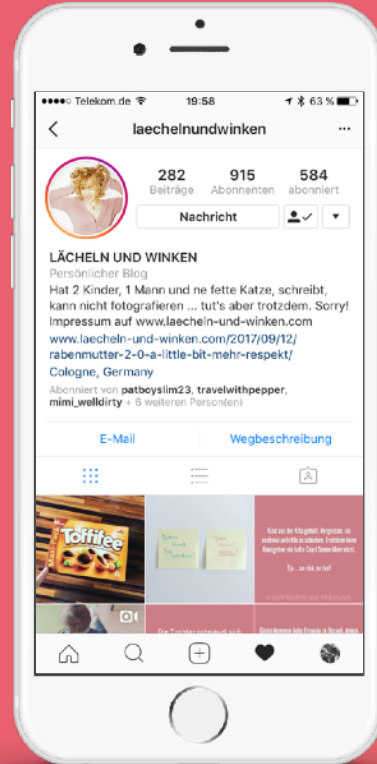 Telekom.de 19:58 63 %
laechelnundwinken
282 915 584
Beiträge Abonnenten abonniert
Nachricht
LÄCHELN UND WINKEN
Persönlicher Blog
Hat 2 Kinder, 1 Mann und ne fette Katze, schreibt,
kann nicht fotografieren ... tut's aber trotzdem. Sorry!
Impressum auf www.laecheln-und-winken.com
www.laecheln-und-winken.com/2017/09/12/
rabenmutter-2-0-a-little-bit-mehr-respekt/
Cologne, Germany
Abonniert von patboyslim23, travelwithpepper,
mimi_welldirty + 6 weiteren Person(en)
E-Mail Wegbeschreibung
Toffifee